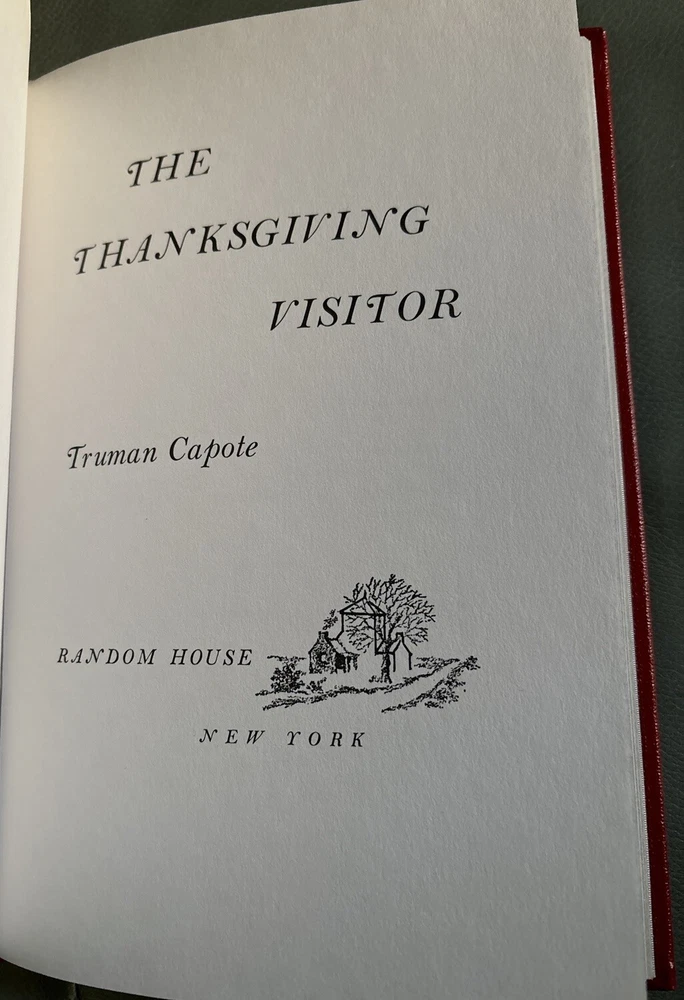 THE
THANKSGIVING
VISITOR
Truman Capote
RANDOM HOUSE
NEW YORK